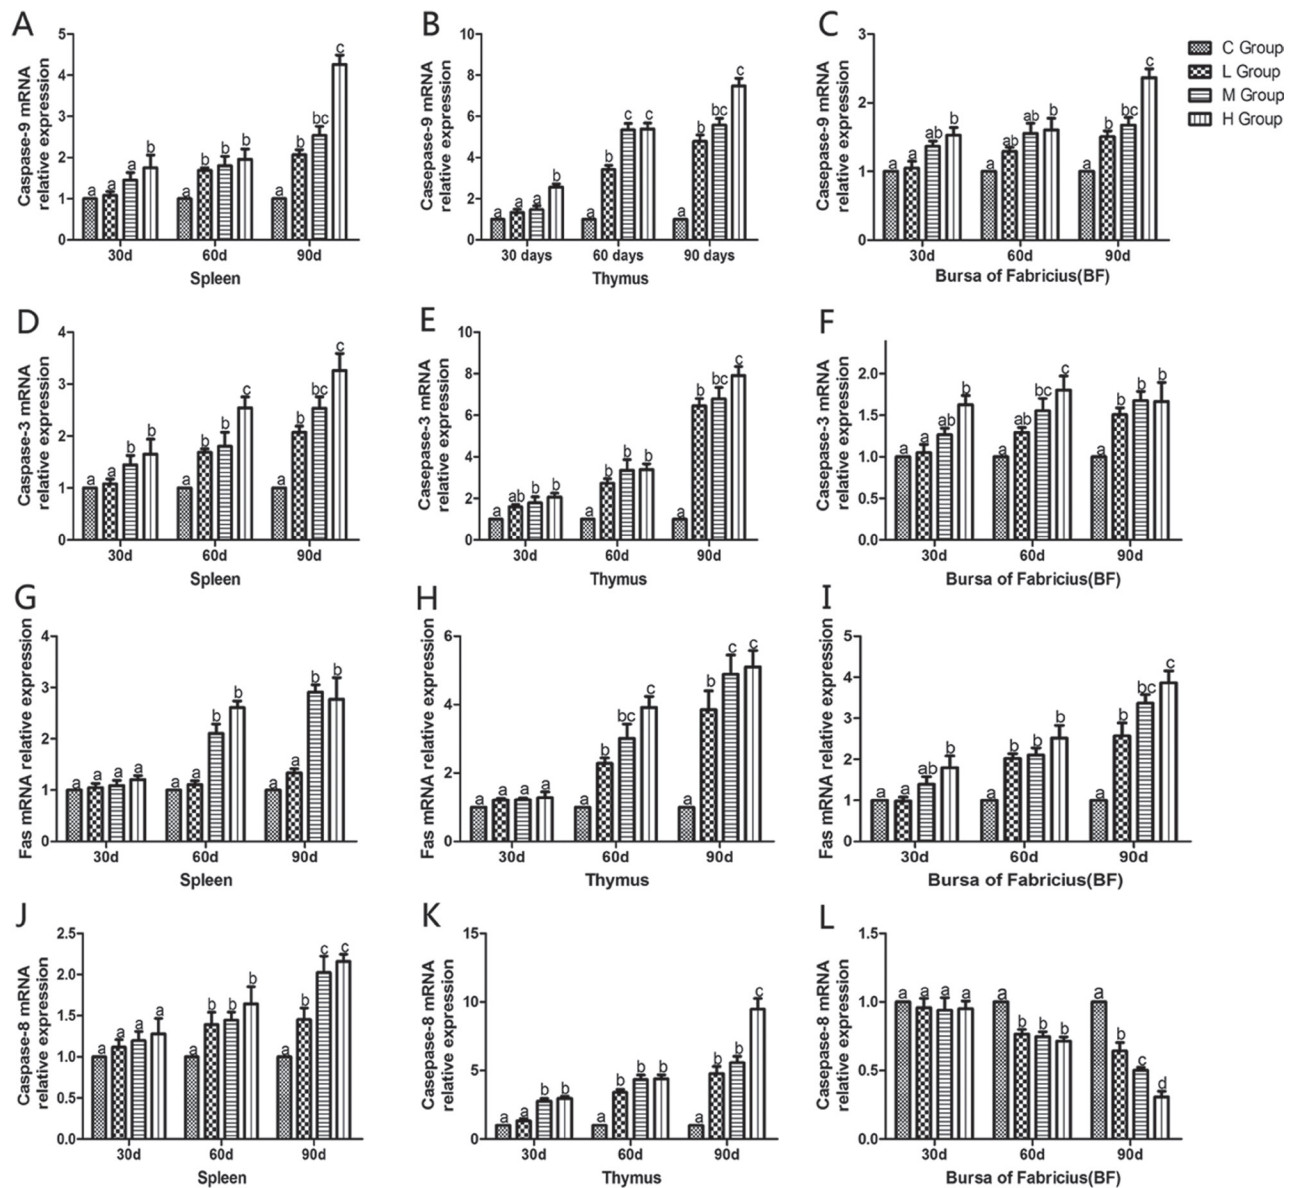 A
Caspase-9 mRNA
relative expression
5
4
3
2
1
0
a a a b
a b b b
a b bc c
30d 60d 90d
Spleen
B
Casepase-9 mRNA
relative expression
10
8
6
4
2
0
a a a b
a b c c
a b bc c
30 days 60 days 90 days
Thymus
C
Casepase-9 mRNA
relative expression
3
2
1
0
a a ab b
a ab ab b
a b bc c
30d 60d 90d
Bursa of Fabricius(BF)
C Group
L Group
M Group
H Group
D
Caspase-3 mRNA
relative expression
4
3
2
1
0
a a b b
a b b c
a b bc c
30d 60d 90d
Spleen
E
Casepase-3 mRNA
relative expression
10
8
6
4
2
0
a ab b b
a b b b
a b bc c
30d 60d 90d
Thymus
F
Casepase-3 mRNA
relative expression
2.0
1.5
1.0
0.5
0.0
a a ab b
a ab bc c
a b b b
30d 60d 90d
Bursa of Fabricius(BF)
G
Fas mRNA relative expression
4
3
2
1
0
a a a a
a a b b
a a b b
30d 60d 90d
Spleen
H
Fas mRNA relative expression
6
4
2
0
a a a a
a b bc c
a b c c
30d 60d 90d
Thymus
I
Fas mRNA relative expression
5
4
3
2
1
0
a a ab b
a b b b
a b bc c
30d 60d 90d
Bursa of Fabricius(BF)
J
Caspase-8 mRNA
relative expression
2.5
2.0
1.5
1.0
0.5
0.0
a a a a
a b b b
a b c c
30d 60d 90d
Spleen
K
Casepase-8 mRNA
relative expression
15
10
5
0
a a b b
a b b b
a b b c
30d 60d 90d
Thymus
L
Casepase-8 mRNA
relative expression
1.5
1.0
0.5
0.0
a a a a
a b b b
a b c d
30d 60d 90d
Bursa of Fabricius(BF)